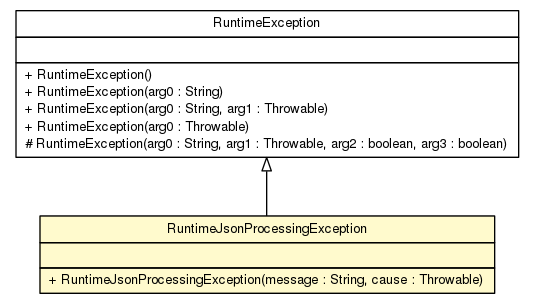 RuntimeException
+ RuntimeException()
+ RuntimeException(arg0 : String)
+ RuntimeException(arg0 : String, arg1 : Throwable)
+ RuntimeException(arg0 : Throwable)
# RuntimeException(arg0 : String, arg1 : Throwable, arg2 : boolean, arg3 : boolean)
RuntimeJsonProcessingException
+ RuntimeJsonProcessingException(message : String, cause : Throwable)